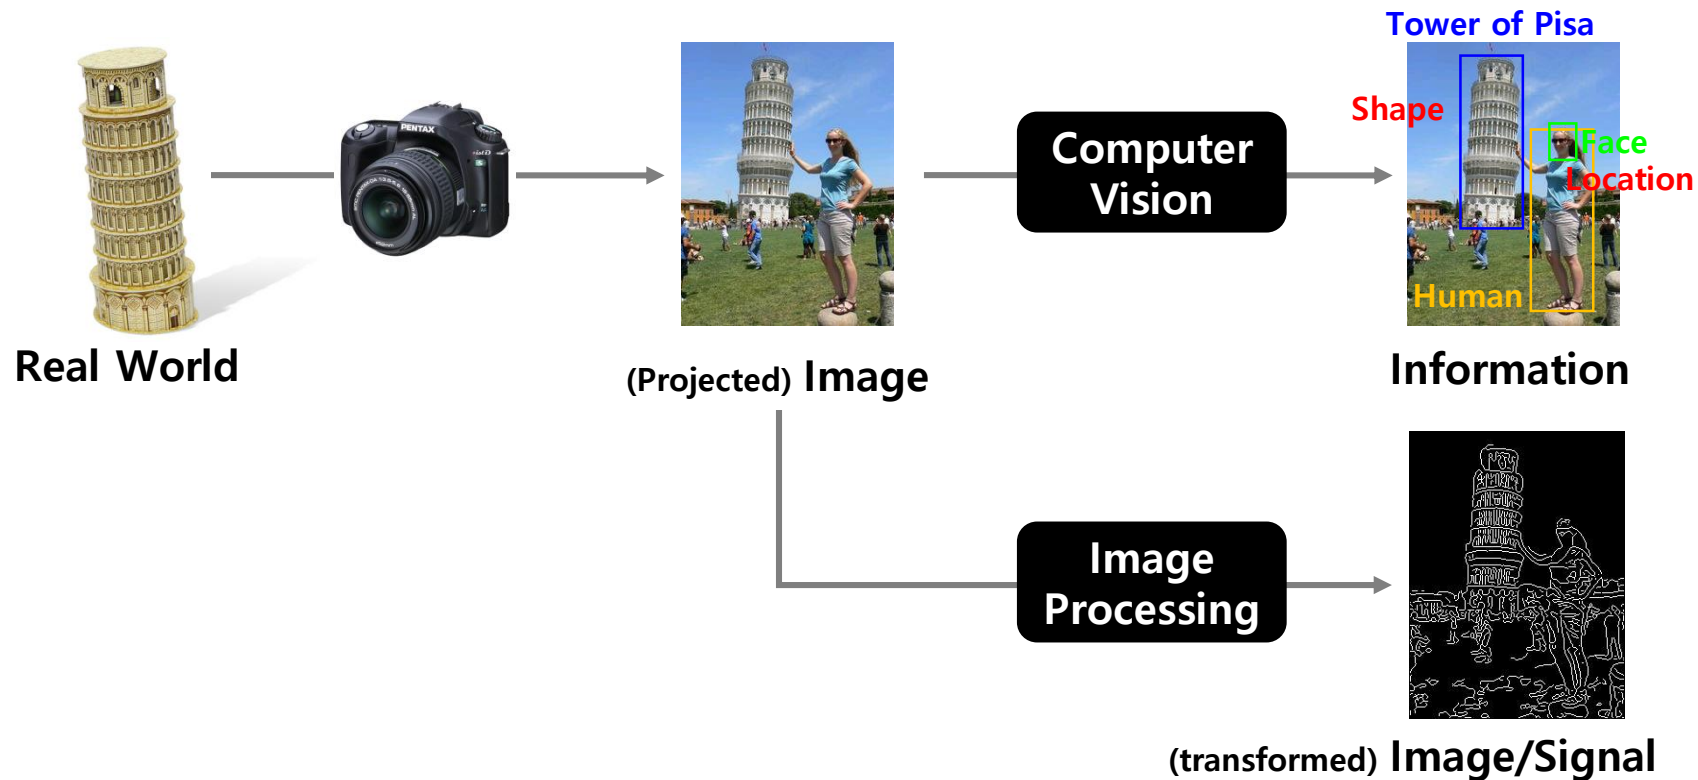 Tower of Pisa
Shape
Face
Location
Human
PENTAX
Computer
Vision
Real World
(Projected) Image
Information
Image
Processing
(transformed) Image/Signal